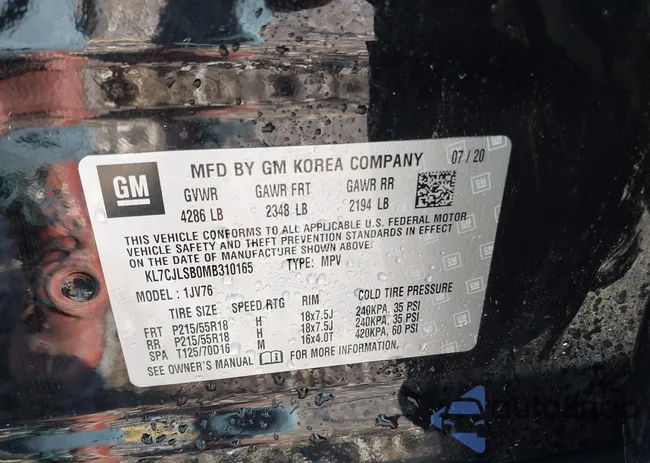 GM
MFD BY GM KOREA COMPANY 07/20
GVWR GAWR FRT GAWR RR
4286 LB 2348 LB 2194 LB
THIS VEHICLE CONFORMS TO ALL APPLICABLE U.S. FEDERAL MOTOR
VEHICLE SAFETY AND THEFT PREVENTION STANDARDS IN EFFECT
ON THE DATE OF MANUFACTURE SHOWN ABOVE.
KL7CJLSB0MB310165 TYPE: MPV
MODEL: 1JV76
TIRE SIZE SPEED RTG RIM COLD TIRE PRESSURE
FRT P215/55R18 H 18x7.5J 240KPA, 35 PSI
RR P215/55R18 H 18x7.5J 240KPA, 35 PSI
SPA T125/70D16 M 16x4.0T 420KPA, 60 PSI
SEE OWNER'S MANUAL FOR MORE INFORMATION.